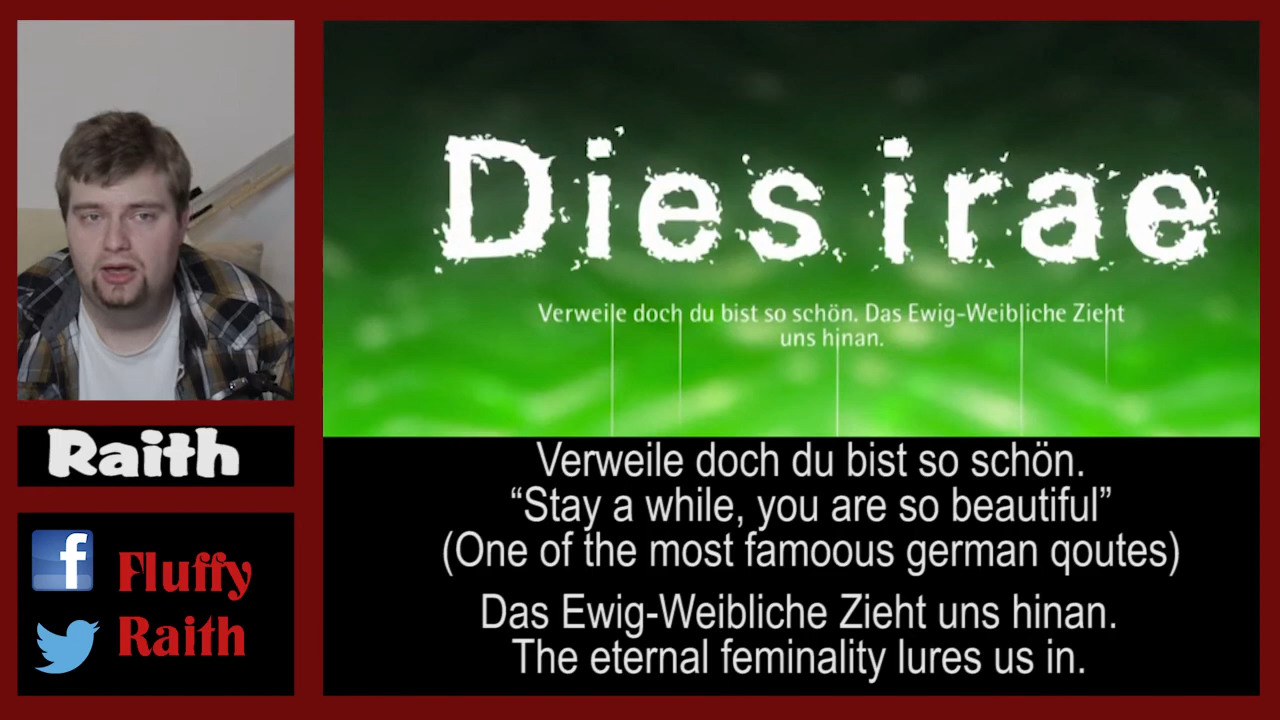 Dies irae
Verweile doch du bist so schön. Das Ewig-Weibliche Zieht
uns hinan.
Verweile doch du bist so schön.
“Stay a while, you are so beautiful”
(One of the most famoous german qoutes)
Das Ewig-Weibliche Zieht uns hinan.
The eternal feminality lures us in.
Raith
f
Fluffy
Raith